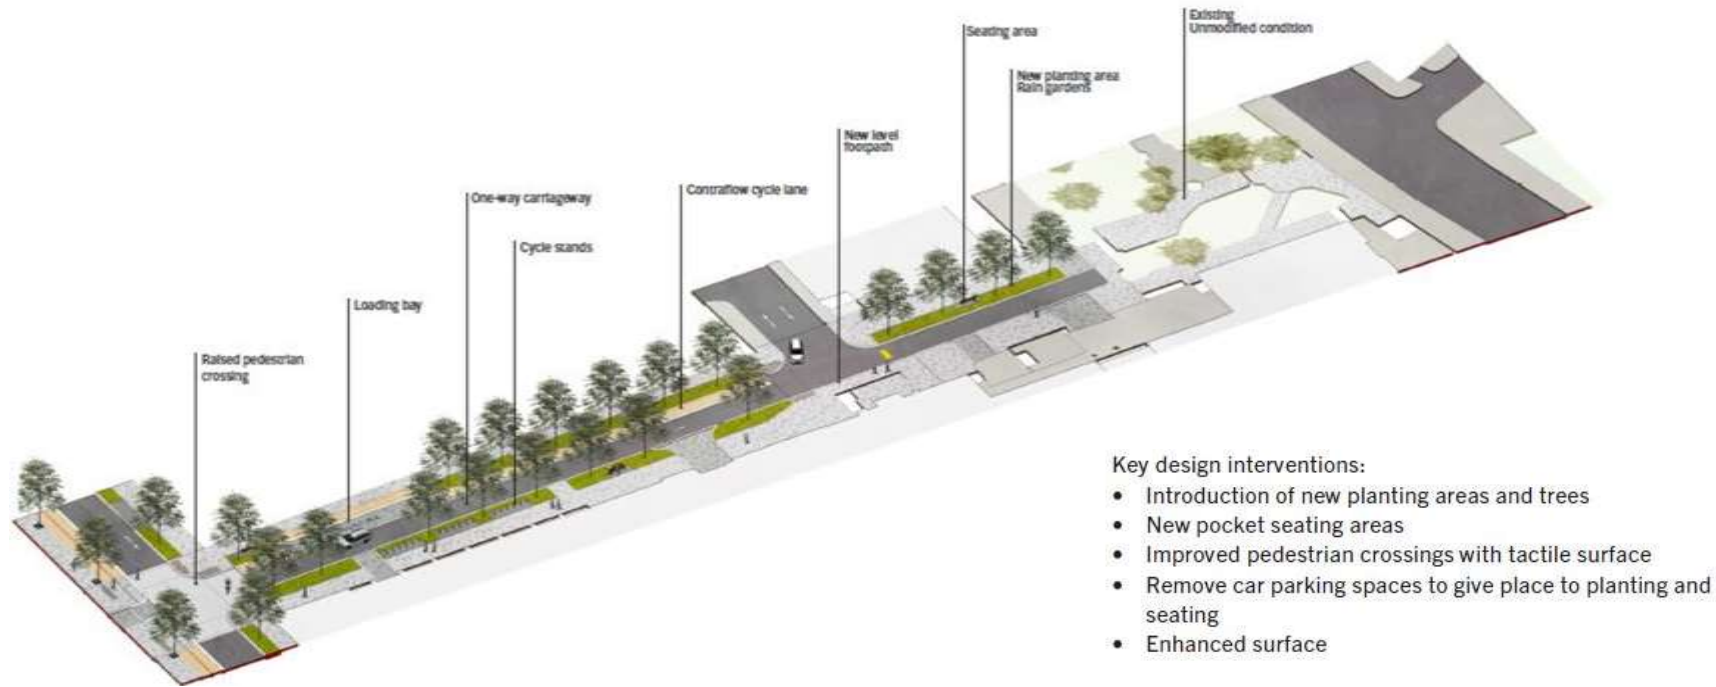 Existing
Unmodified condition
Seating area
New planting area
Rain gardens
New level
footpath
One-way carriageway
Contraflow cycle lane
Cycle stands
Loading bay
Raised pedestrian
crossing
Key design interventions:
• Introduction of new planting areas and trees
• New pocket seating areas
• Improved pedestrian crossings with tactile surface
• Remove car parking spaces to give place to planting and
seating
• Enhanced surface